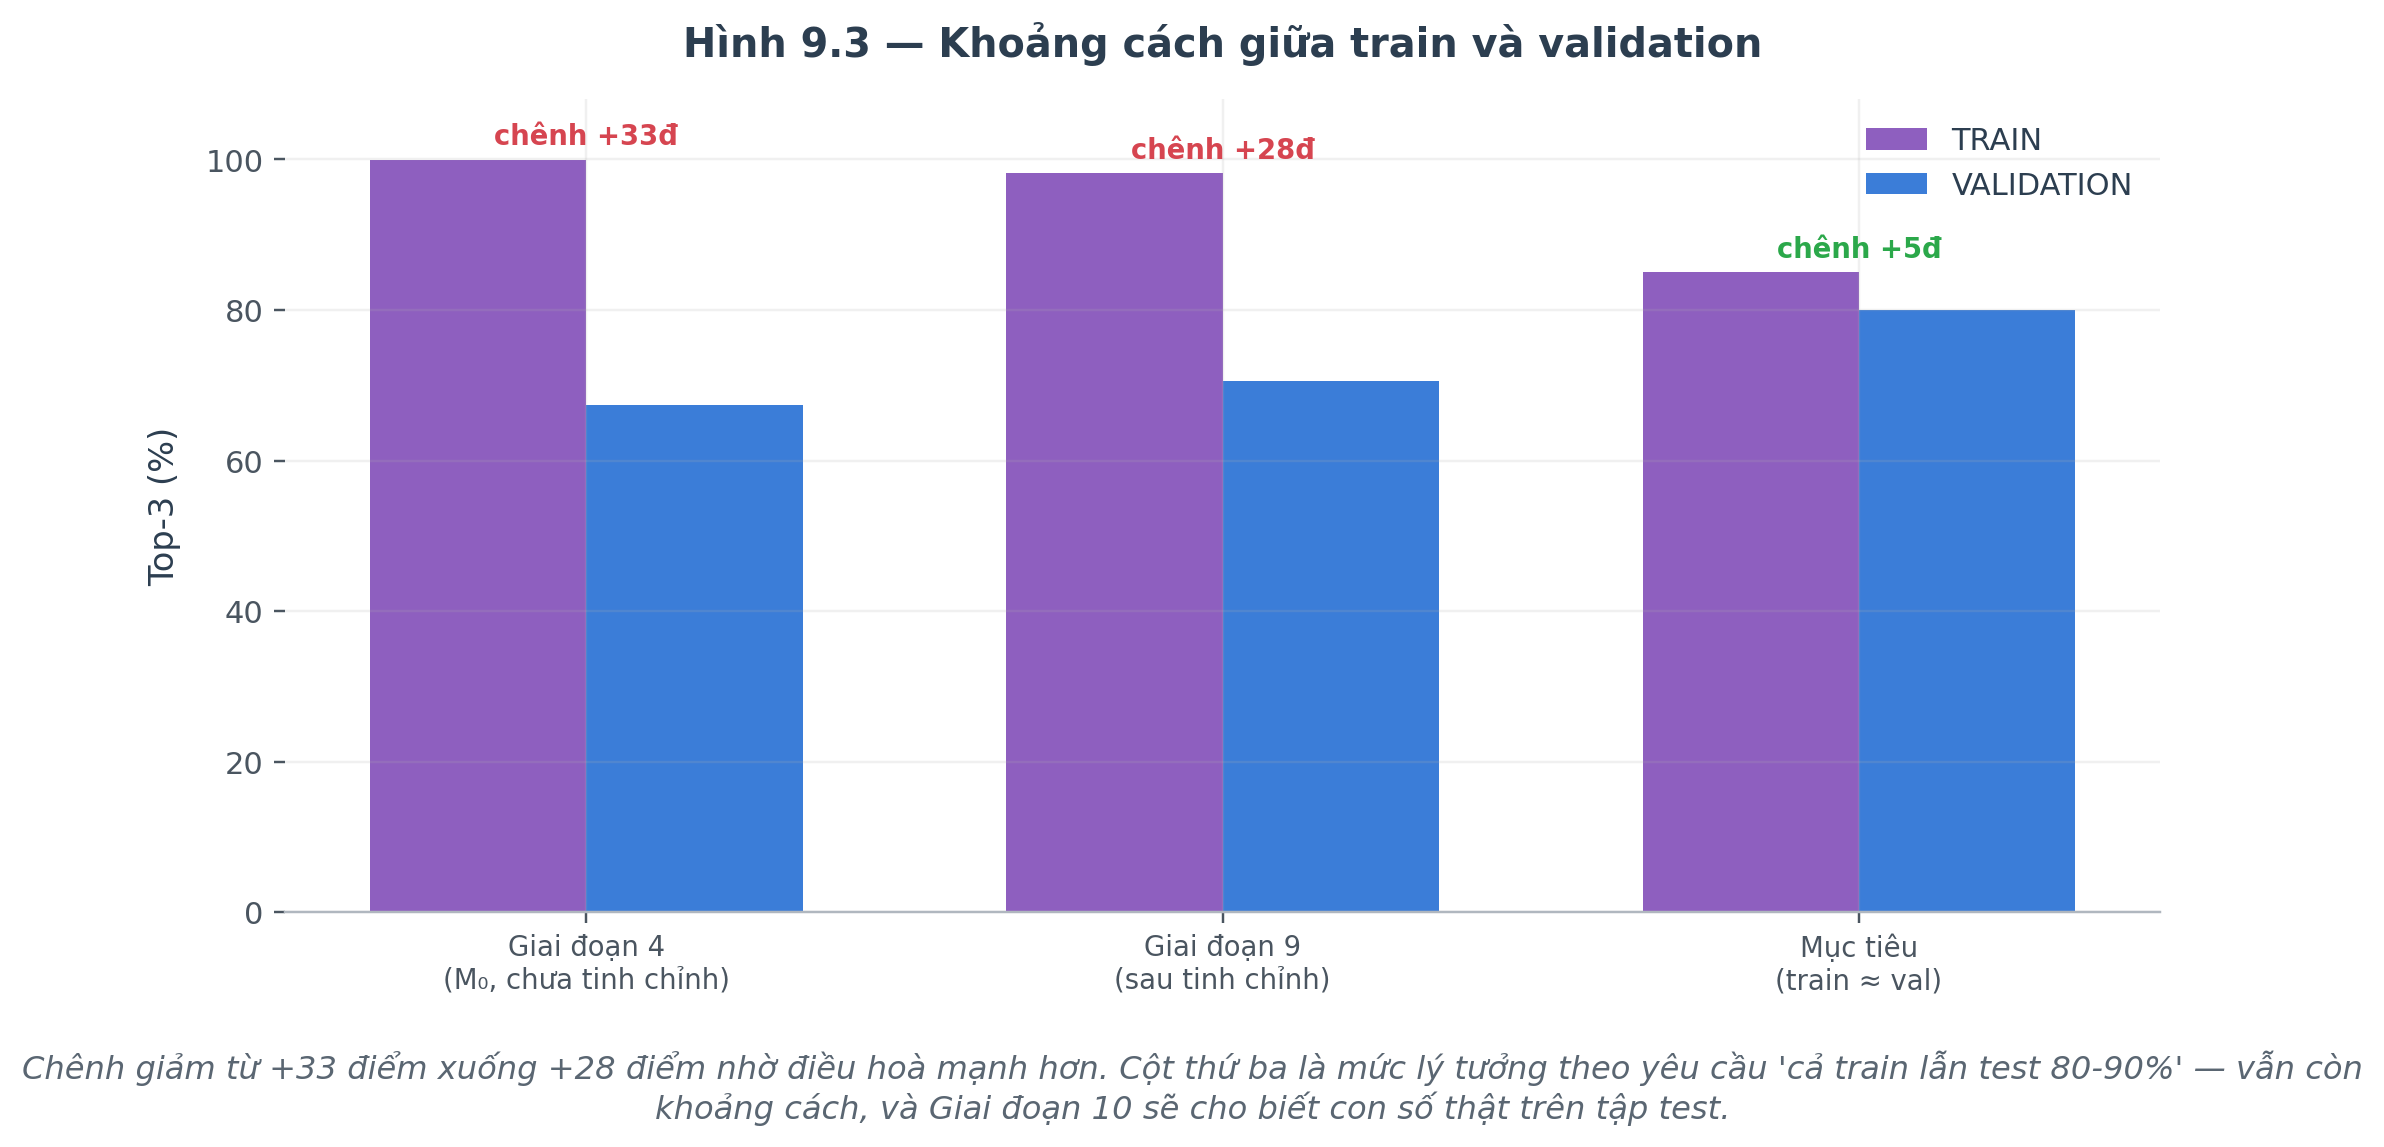 Hình 9.3 — Khoảng cách giữa train và validation
chênh +33đ
chênh +28đ
chênh +5đ
TRAIN
VALIDATION
Top-3 (%)
100
80
60
40
20
0
Giai đoạn 4
(M₀, chưa tinh chỉnh)
Giai đoạn 9
(sau tinh chỉnh)
Mục tiêu
(train ≈ val)
Chênh giảm từ +33 điểm xuống +28 điểm nhờ điều hoà mạnh hơn. Cột thứ ba là mức lý tưởng theo yêu cầu 'cả train lẫn test 80-90%' — vẫn còn
khoảng cách, và Giai đoạn 10 sẽ cho biết con số thật trên tập test.